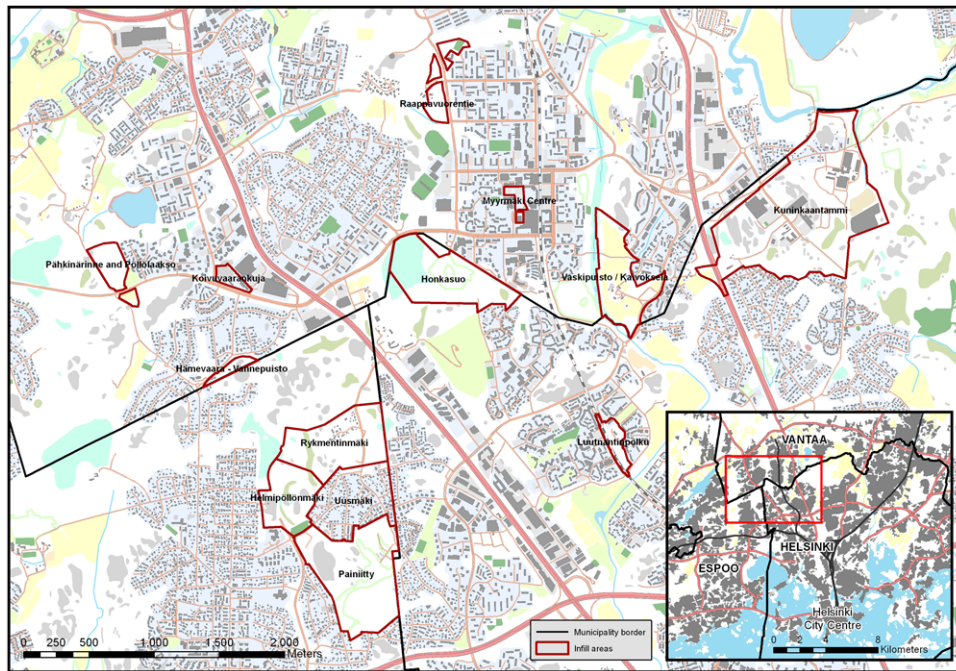 Raappavuorentie
Myyrmäki Centre
Kuninkaantammi
Pähkinärinne and Pollolaakso
Koivuvaarankuja
Honkasuo
Vaskipuisto / Kaivoksela
Hämevaara - Vannepuisto
Rykmentinmäki
Luutnantinpolku
Helmipöllönmäki
Uusmäki
Painiitty
0 250 500 1,000 1,500 2,000
Meters
Municipality border
Infill areas
VANTAA
HELSINKI
ESPOO
Helsinki
City Centre
0 2 4 8
Kilometers